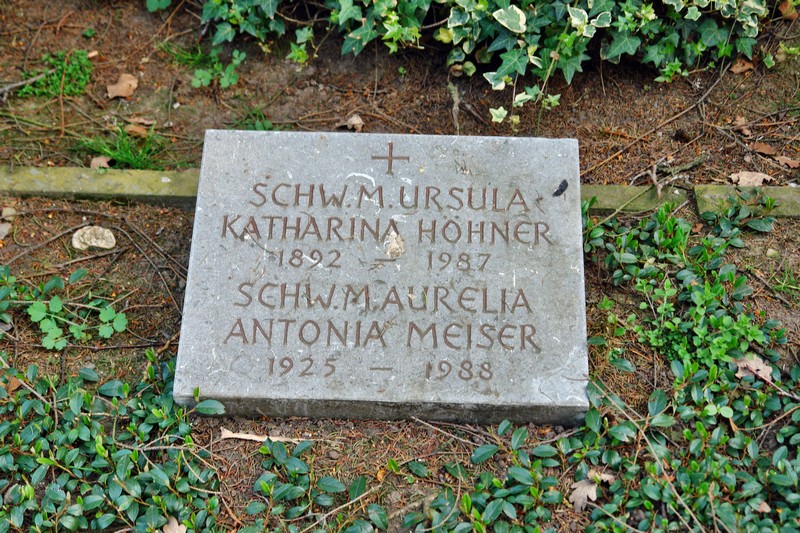 SCHW. M. URSULA
KATHARINA HÖHNER
1892 – 1987
SCHW. M. AURELIA
ANTONIA MEISER
1925 – 1988